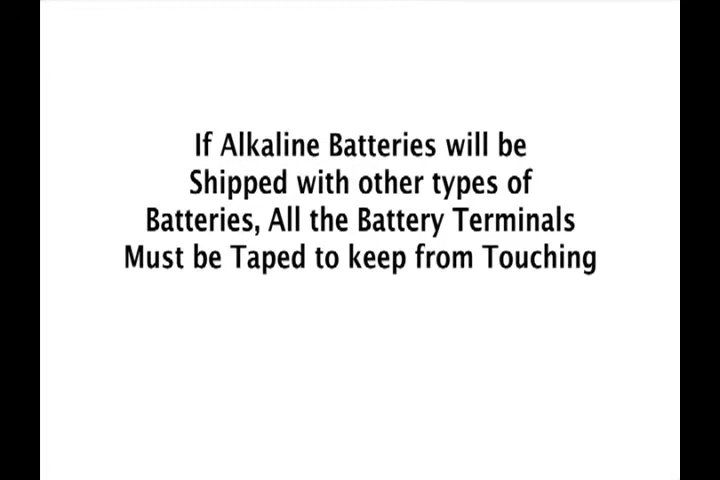 If Alkaline Batteries will be
Shipped with other types of
Batteries, All the Battery Terminals
Must be Taped to keep from Touching